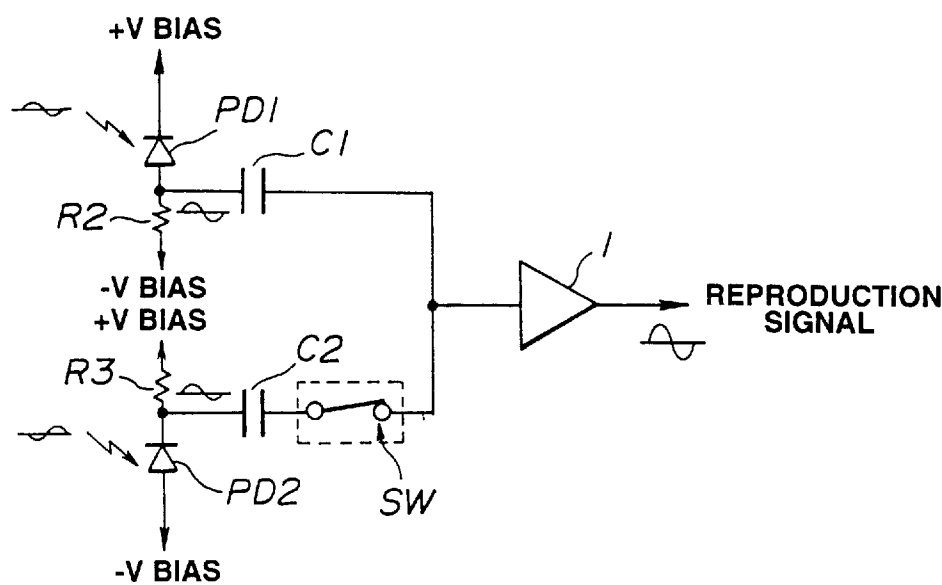 +V BIAS
PD1
C1
R2
-V BIAS
+V BIAS
1
REPRODUCTION
SIGNAL
R3
C2
PD2
SW
-V BIAS